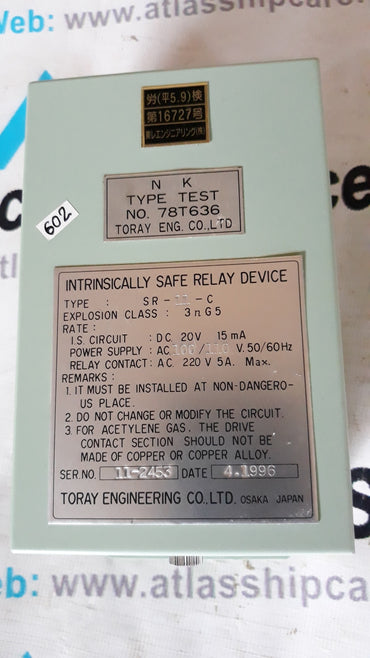 Web: www.atlasshipcare.
労(平5.9)検
第16727号
東レエンジニアリング(株)
N K
TYPE TEST
NO. 78T636
TORAY ENG. CO.,LTD
602
INTRINSICALLY SAFE RELAY DEVICE
TYPE : SR-11-C
EXPLOSION CLASS : 3nG5
RATE :
I.S. CIRCUIT : DC 20V 15mA
POWER SUPPLY : AC 100/110 V. 50/60Hz
RELAY CONTACT : AC 220 V 5A. Max.
REMARKS :
1. IT MUST BE INSTALLED AT NON-DANGERO-
US PLACE.
2. DO NOT CHANGE OR MODIFY THE CIRCUIT.
3. FOR ACETYLENE GAS. THE DRIVE
CONTACT SECTION SHOULD NOT BE
MADE OF COPPER OR COPPER ALLOY.
SER. NO. 11-2453 DATE 4.1996
TORAY ENGINEERING CO., LTD. OSAKA JAPAN
eb: www.atlasshipca